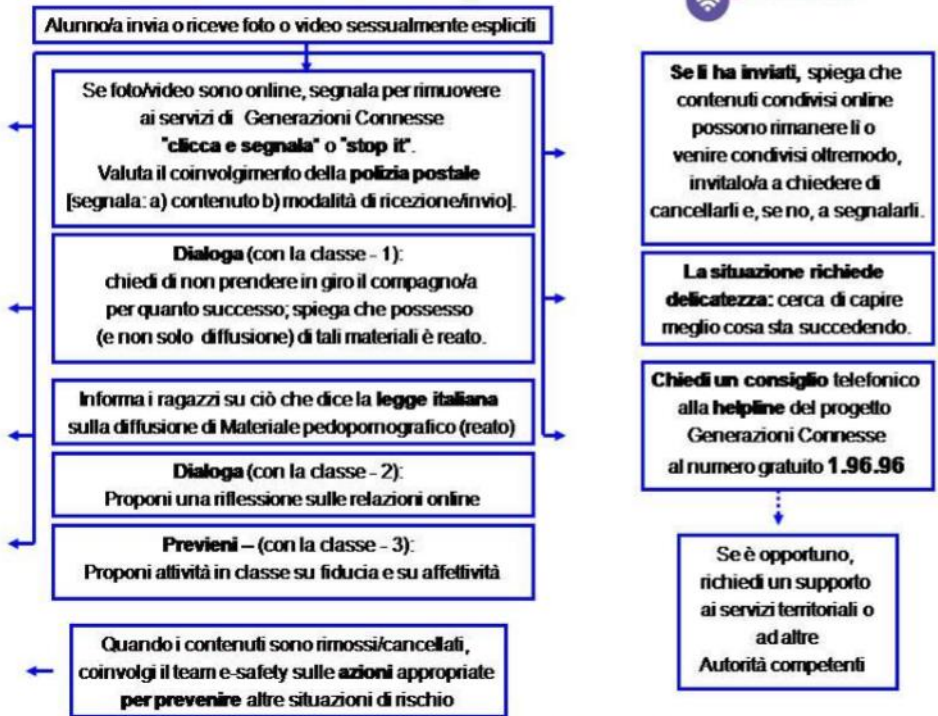 Alunno/a invia o riceve foto o video sessualmente espliciti
Se foto/video sono online, segnala per rimuovere
ai servizi di Generazioni Connesse
"clicca e segnala" o "stop it".
Valuta il coinvolgimento della polizia postale
[segnala: a) contenuto b) modalità di ricezione/invio].
Dialoga (con la classe - 1):
chiedi di non prendere in giro il compagno/a
per quanto successo; spiega che possesso
(e non solo diffusione) di tali materiali è reato.
Informa i ragazzi su ciò che dice la legge italiana
sulla diffusione di Materiale pedopornografico (reato)
Dialoga (con la classe - 2):
Proponi una riflessione sulle relazioni online
Previeni – (con la classe - 3):
Proponi attività in classe su fiducia e su affettività
Quando i contenuti sono rimossi/cancellati,
coinvolgi il team e-safety sulle azioni appropriate
per prevenire altre situazioni di rischio
Se li ha inviati, spiega che
contenuti condivisi online
possono rimanere lì o
venire condivisi oltremodo,
invitalo/a a chiedere di
cancellarli e, se no, a segnalarli.
La situazione richiede
delicatezza: cerca di capire
meglio cosa sta succedendo.
Chiedi un consiglio telefonico
alla helpline del progetto
Generazioni Connesse
al numero gratuito 1.96.96
Se è opportuno,
richiedi un supporto
ai servizi territoriali o
ad altre
Autorità competenti